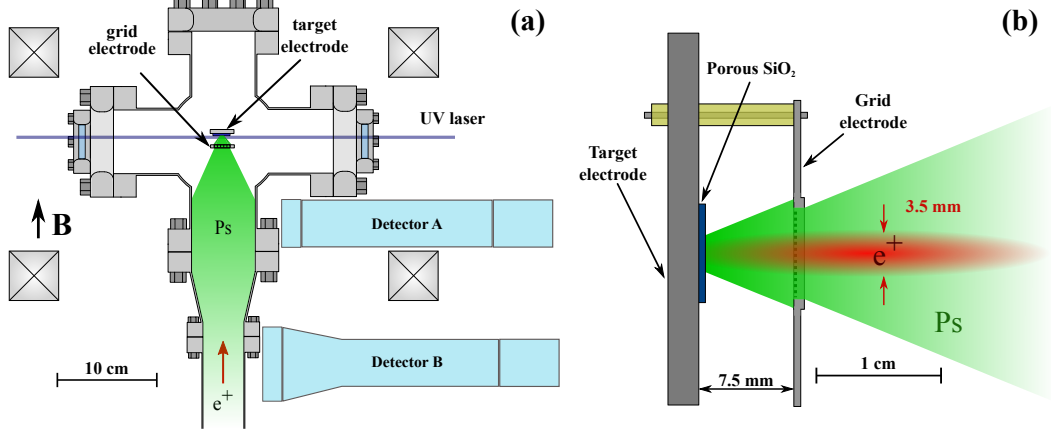 (a)
grid
electrode
target
electrode
UV laser
B
Ps
Detector A
Detector B
10 cm
e+
(b)
Porous SiO₂
Grid
electrode
Target
electrode
3.5 mm
e+
Ps
7.5 mm
1 cm